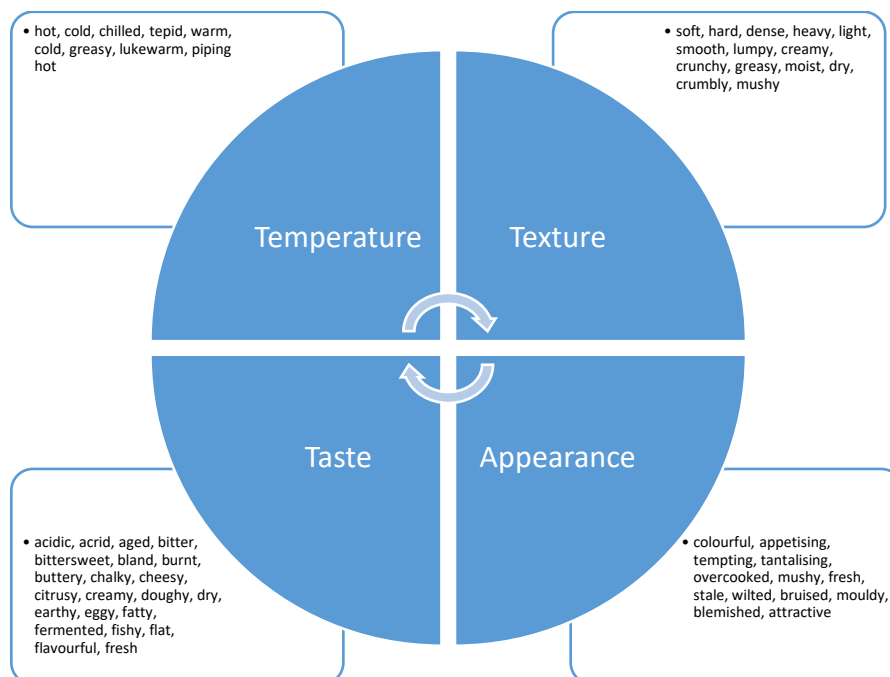 • hot, cold, chilled, tepid, warm,
cold, greasy, lukewarm, piping
hot
• soft, hard, dense, heavy, light,
smooth, lumpy, creamy,
crunchy, greasy, moist, dry,
crumbly, mushy
Temperature
Texture
Taste
Appearance
• acidic, acrid, aged, bitter,
bittersweet, bland, burnt,
buttery, chalky, cheesy,
citrusy, creamy, doughy, dry,
earthy, eggy, fatty,
fermented, fishy, flat,
flavourful, fresh
• colourful, appetising,
tempting, tantalising,
overcooked, mushy, fresh,
stale, wilted, bruised, mouldy,
blemished, attractive